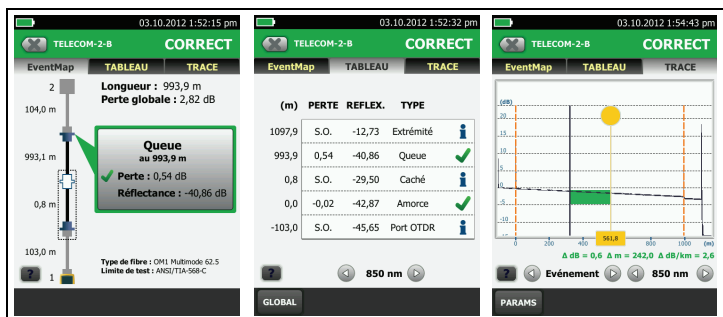 03.10.2012 1:52:15 pm
TELECOM-2-B CORRECT
EventMap TABLEAU TRACE
2
Longueur : 993,9 m
Perte globale : 2,82 dB
104,0 m
Queue
au 993,9 m
993,1 m
Perte : 0,54 dB
Réflectance : -40,86 dB
0,8 m
103,0 m
Type de fibre : OM1 Multimode 62.5
Limite de test : ANSI/TIA-568-C
? 1
03.10.2012 1:52:32 pm
TELECOM-2-B CORRECT
EventMap TABLEAU TRACE
(m) PERTE REFLEX. TYPE
1097,9 S.O. -12,73 Extrémité
993,9 0,54 -40,86 Queue
0,8 S.O. -29,50 Caché
0,0 -0,02 -42,87 Amorce
-103,0 S.O. -45,65 Port OTDR
? 850 nm
GLOBAL
03.10.2012 1:54:43 pm
TELECOM-2-B CORRECT
EventMap TABLEAU TRACE
(dB)
20
15
10
5
0
-5
-10
0 200 400 561,8 800 1000 (m)
Δ dB = 0,6 Δ m = 242,0 Δ dB/km = 2,6
? Evénement 850 nm
PARAMS